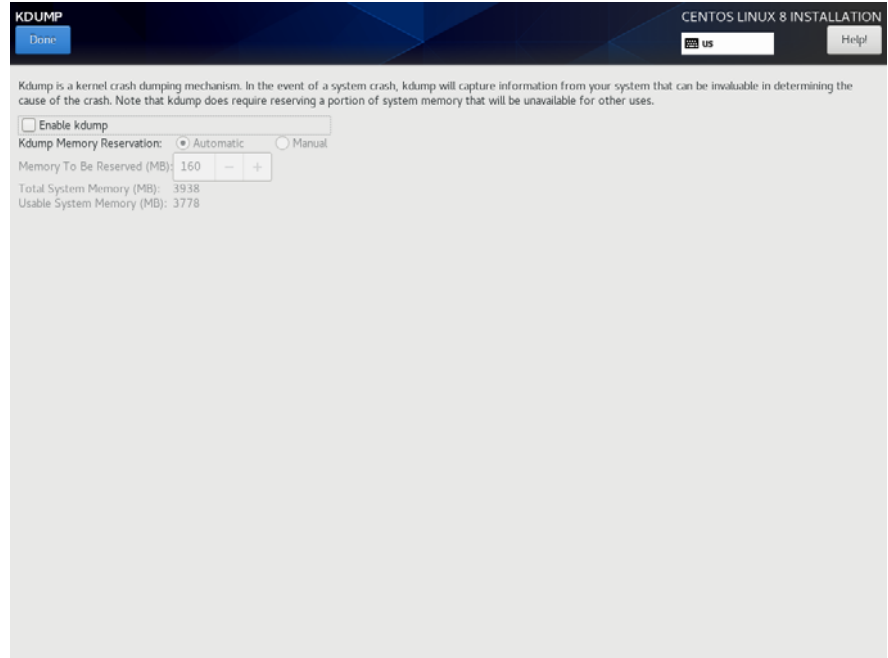 KDUMP
CENTOS LINUX 8 INSTALLATION
Done
us
Help!
Kdump is a kernel crash dumping mechanism. In the event of a system crash, kdump will capture information from your system that can be invaluable in determining the
cause of the crash. Note that kdump does require reserving a portion of system memory that will be unavailable for other uses.
Enable kdump
Kdump Memory Reservation: Automatic Manual
Memory To Be Reserved (MB): 160 − +
Total System Memory (MB): 3938
Usable System Memory (MB): 3778